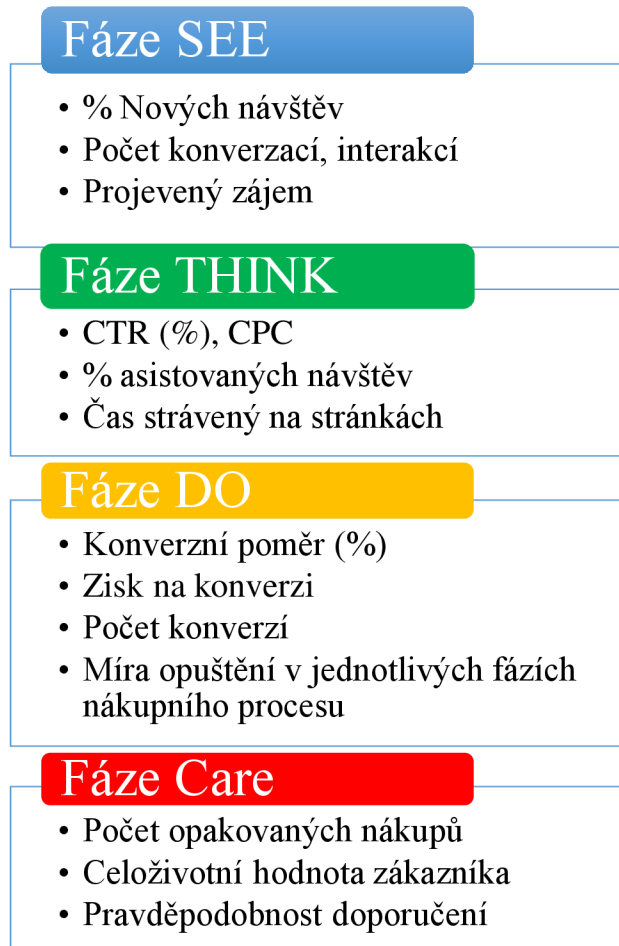 Fáze SEE
• % Nových návštěv
• Počet konverzací, interakcí
• Projevený zájem
Fáze THINK
• CTR (%), CPC
• % asistovaných návštěv
• Čas strávený na stránkách
Fáze DO
• Konverzní poměr (%)
• Zisk na konverzi
• Počet konverzí
• Míra opuštění v jednotlivých fázích
nákupního procesu
Fáze Care
• Počet opakovaných nákupů
• Celoživotní hodnota zákazníka
• Pravděpodobnost doporučení